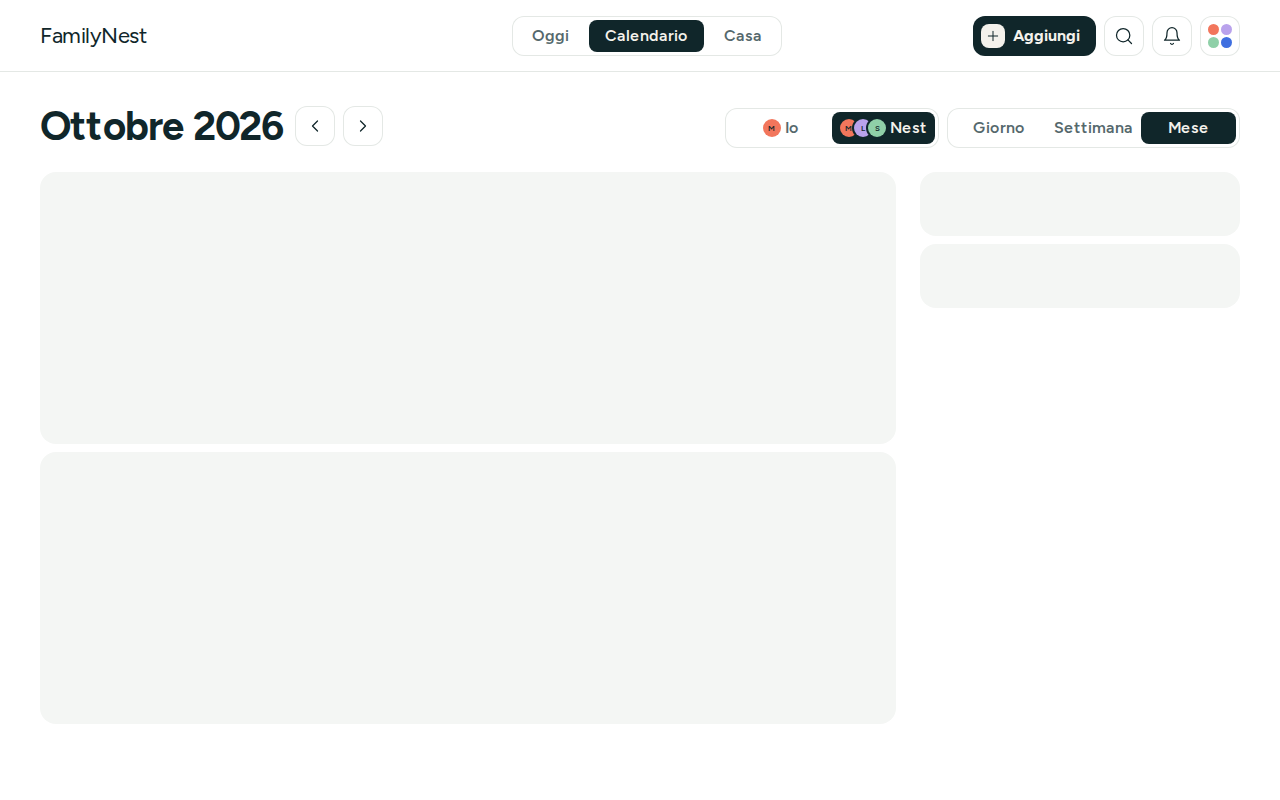 FamilyNest
Oggi
Calendario
Casa
Aggiungi
Ottobre 2026
M Io
M L S Nest
Giorno
Settimana
Mese